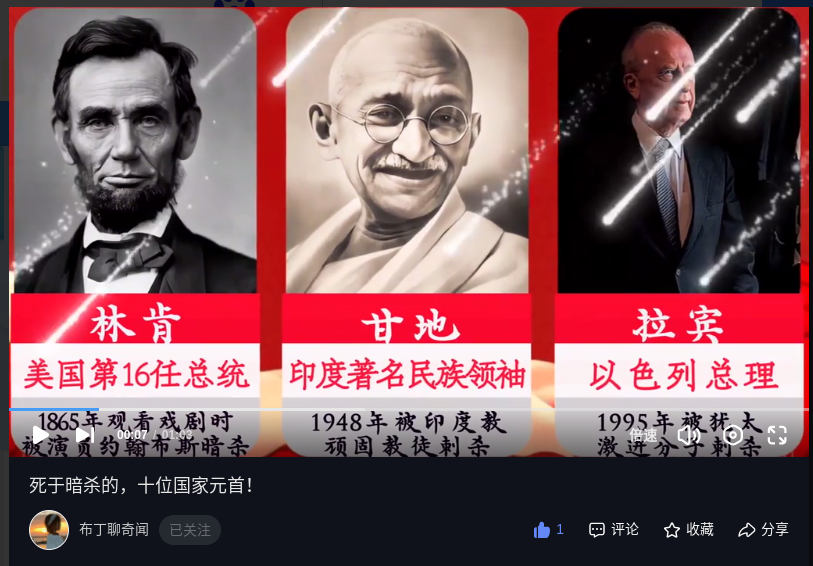 林肯
甘地
拉宾
美国第16任总统
印度著名民族领袖
以色列总理
1865年观看戏剧时
被演员约翰布斯暗杀
1948年被印度教
顽固教徒刺杀
1995年被犹太
激进分子刺杀
00:07 / 01:03
倍速
死于暗杀的，十位国家元首！
布丁聊奇闻
已关注
1
评论
收藏
分享